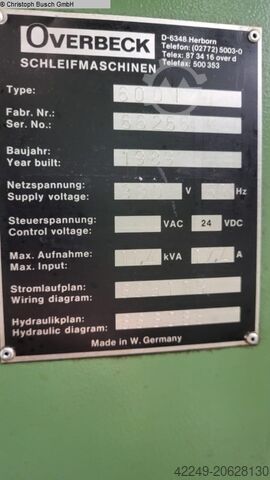 © Christoph Busch GmbH
OVERBECK
SCHLEIFMASCHINEN
D-6348 Herborn
Telefon: (02772) 5003-0
Telex: 87 34 16 over d
Telefax: 500 353
Type:
Fabr. Nr.:
Ser. No.:
Baujahr:
Year built:
Netzspannung:
Supply voltage: V Hz
Steuerspannung:
Control voltage: VAC 24 VDC
Max. Aufnahme:
Max. Input: kVA A
Stromlaufplan:
Wiring diagram:
Hydraulikplan:
Hydraulic diagram:
Made in W. Germany
42249-20628130